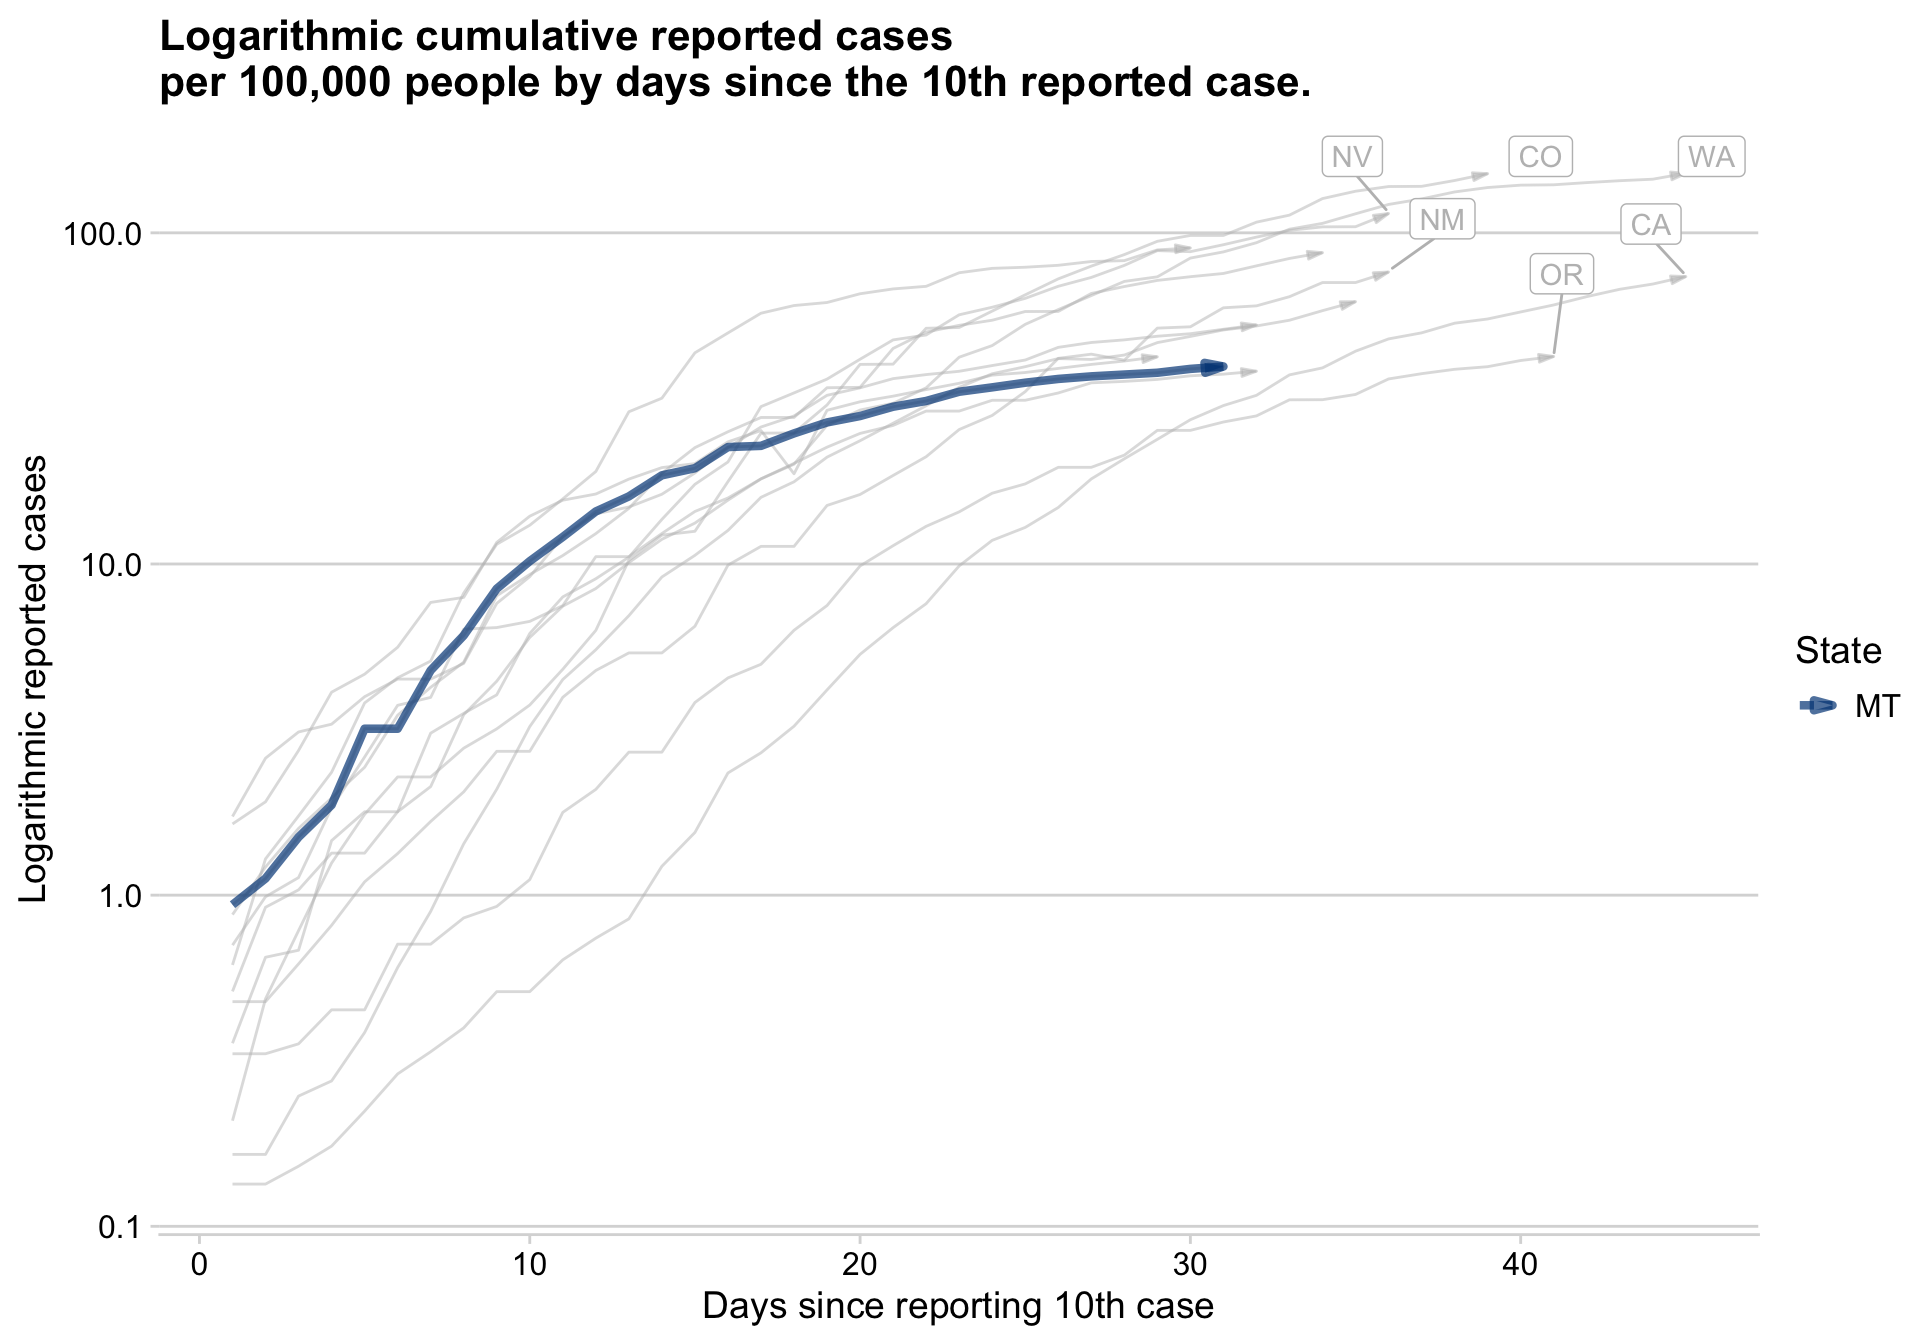 Logarithmic cumulative reported cases
per 100,000 people by days since the 10th reported case.
NV
CO
WA
NM
CA
OR
100.0
10.0
1.0
0.1
Logarithmic reported cases
0
10
20
30
40
Days since reporting 10th case
State
MT